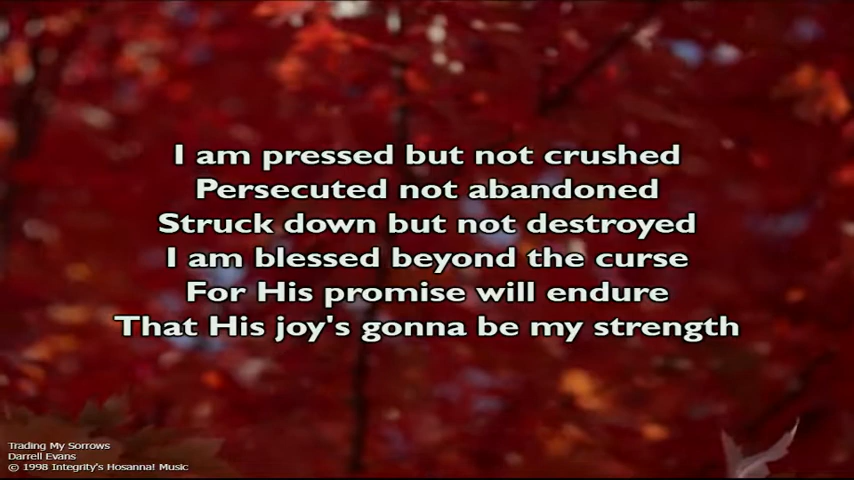 I am pressed but not crushed
Persecuted not abandoned
Struck down but not destroyed
I am blessed beyond the curse
For His promise will endure
That His joy's gonna be my strength
Trading My Sorrows
Darrell Evans
© 1998 Integrity's Hosanna! Music